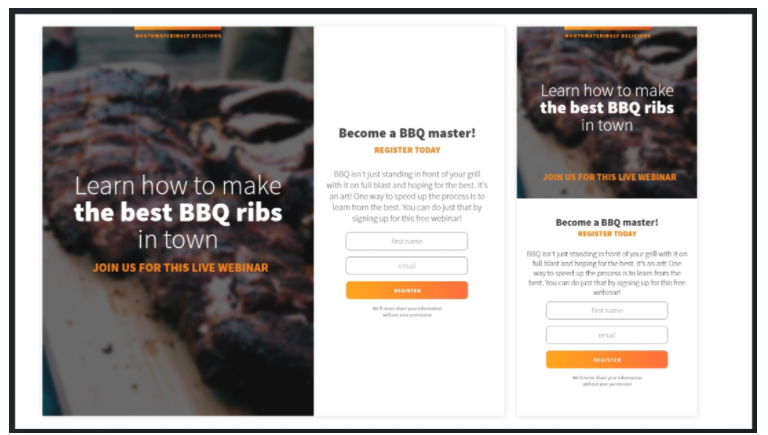 MOUTHWATERINGLY DELICIOUS
Learn how to make
the best BBQ ribs
in town
JOIN US FOR THIS LIVE WEBINAR
Become a BBQ master!
REGISTER TODAY
BBQ isn't just standing in front of your grill
with it on full blast and hoping for the best. It's
an art! One way to speed up the process is to
learn from the best. You can do just that by
signing up for this free webinar!
first name
email
REGISTER
We'll never share your information
without your permission
MOUTHWATERINGLY DELICIOUS
Learn how to make
the best BBQ ribs
in town
JOIN US FOR THIS LIVE WEBINAR
Become a BBQ master!
REGISTER TODAY
BBQ isn't just standing in front of your grill with it on
full blast and hoping for the best. It's an art! One
way to speed up the process is to learn from the
best. You can do just that by signing up for this free
webinar!
first name
email
REGISTER
We'll never share your information
without your permission